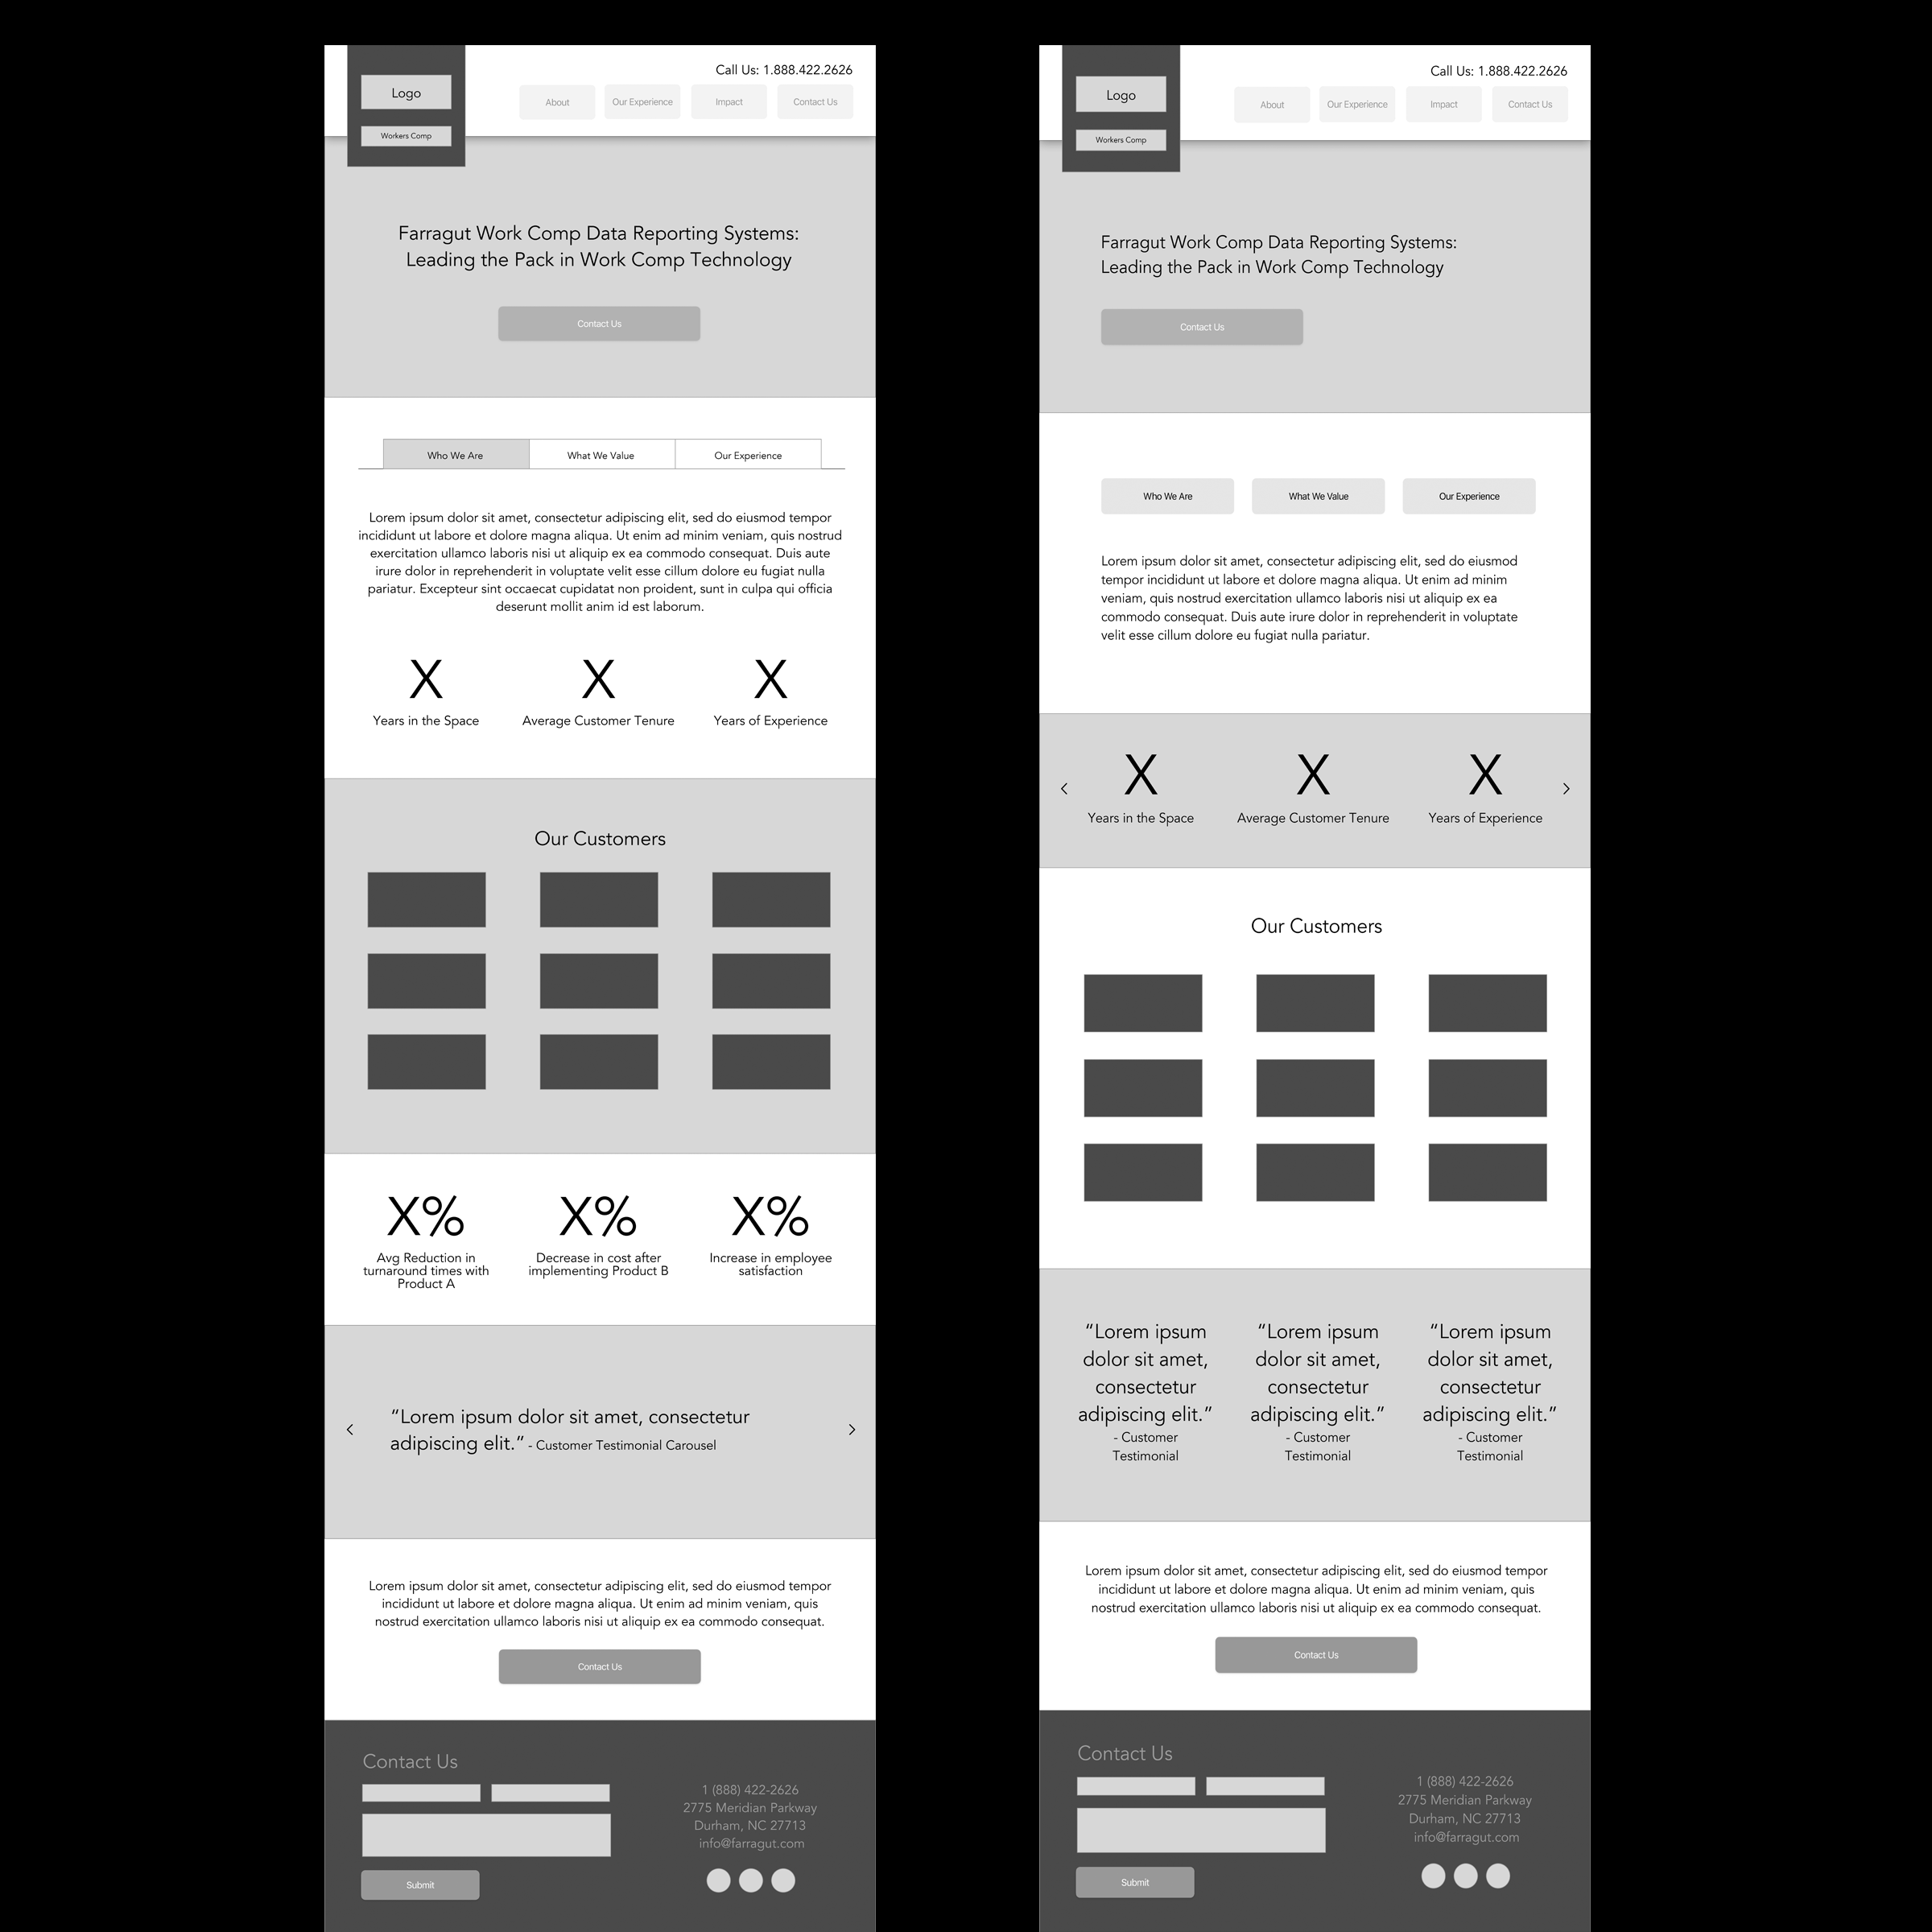 Call Us: 1.888.422.2626
Logo
Workers Comp
About
Our Experience
Impact
Contact Us
Farragut Work Comp Data Reporting Systems:
Leading the Pack in Work Comp Technology
Contact Us
Who We Are
What We Value
Our Experience
Lorem ipsum dolor sit amet, consectetur adipiscing elit, sed do eiusmod tempor
incididunt ut labore et dolore magna aliqua. Ut enim ad minim veniam, quis nostrud
exercitation ullamco laboris nisi ut aliquip ex ea commodo consequat. Duis aute
irure dolor in reprehenderit in voluptate velit esse cillum dolore eu fugiat nulla
pariatur. Excepteur sint occaecat cupidatat non proident, sunt in culpa qui officia
deserunt mollit anim id est laborum.
X
X
X
Years in the Space
Average Customer Tenure
Years of Experience
Our Customers
X%
X%
X%
Avg Reduction in
turnaround times with
Product A
Decrease in cost after
implementing Product B
Increase in employee
satisfaction
“Lorem ipsum dolor sit amet, consectetur
adipiscing elit.” - Customer Testimonial Carousel
Lorem ipsum dolor sit amet, consectetur adipiscing elit, sed do eiusmod tempor
incididunt ut labore et dolore magna aliqua. Ut enim ad minim veniam, quis
nostrud exercitation ullamco laboris nisi ut aliquip ex ea commodo consequat.
Contact Us
Contact Us
Submit
1 (888) 422-2626
2775 Meridian Parkway
Durham, NC 27713
info@farragut.com
Call Us: 1.888.422.2626
Logo
Workers Comp
About
Our Experience
Impact
Contact Us
Farragut Work Comp Data Reporting Systems:
Leading the Pack in Work Comp Technology
Contact Us
Who We Are
What We Value
Our Experience
Lorem ipsum dolor sit amet, consectetur adipiscing elit, sed do eiusmod
tempor incididunt ut labore et dolore magna aliqua. Ut enim ad minim
veniam, quis nostrud exercitation ullamco laboris nisi ut aliquip ex ea
commodo consequat. Duis aute irure dolor in reprehenderit in voluptate
velit esse cillum dolore eu fugiat nulla pariatur.
X
X
X
Years in the Space
Average Customer Tenure
Years of Experience
Our Customers
“Lorem ipsum
dolor sit amet,
consectetur
adipiscing elit.”
- Customer
Testimonial
“Lorem ipsum
dolor sit amet,
consectetur
adipiscing elit.”
- Customer
Testimonial
“Lorem ipsum
dolor sit amet,
consectetur
adipiscing elit.”
- Customer
Testimonial
Lorem ipsum dolor sit amet, consectetur adipiscing elit, sed do eiusmod tempor
incididunt ut labore et dolore magna aliqua. Ut enim ad minim veniam, quis
nostrud exercitation ullamco laboris nisi ut aliquip ex ea commodo consequat.
Contact Us
Contact Us
Submit
1 (888) 422-2626
2775 Meridian Parkway
Durham, NC 27713
info@farragut.com